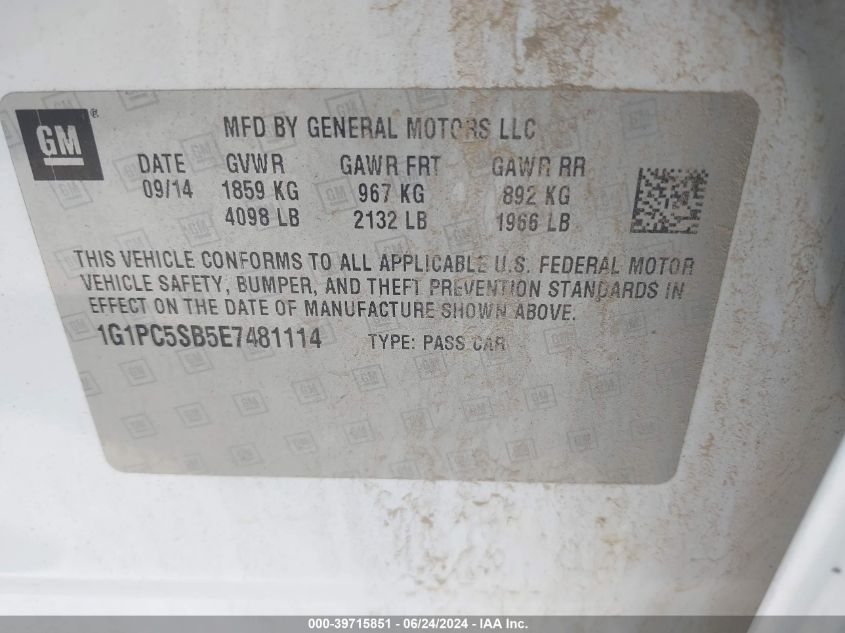 GM ®
MFD BY GENERAL MOTORS LLC
DATE GVWR GAWR FRT GAWR RR
09/14 1859 KG 967 KG 892 KG
4098 LB 2132 LB 1966 LB
THIS VEHICLE CONFORMS TO ALL APPLICABLE U.S. FEDERAL MOTOR
VEHICLE SAFETY, BUMPER, AND THEFT PREVENTION STANDARDS IN
EFFECT ON THE DATE OF MANUFACTURE SHOWN ABOVE.
1G1PC5SB5E7481114 TYPE: PASS CAR
000-39715851 / 06/24/2024 - IAA Inc.